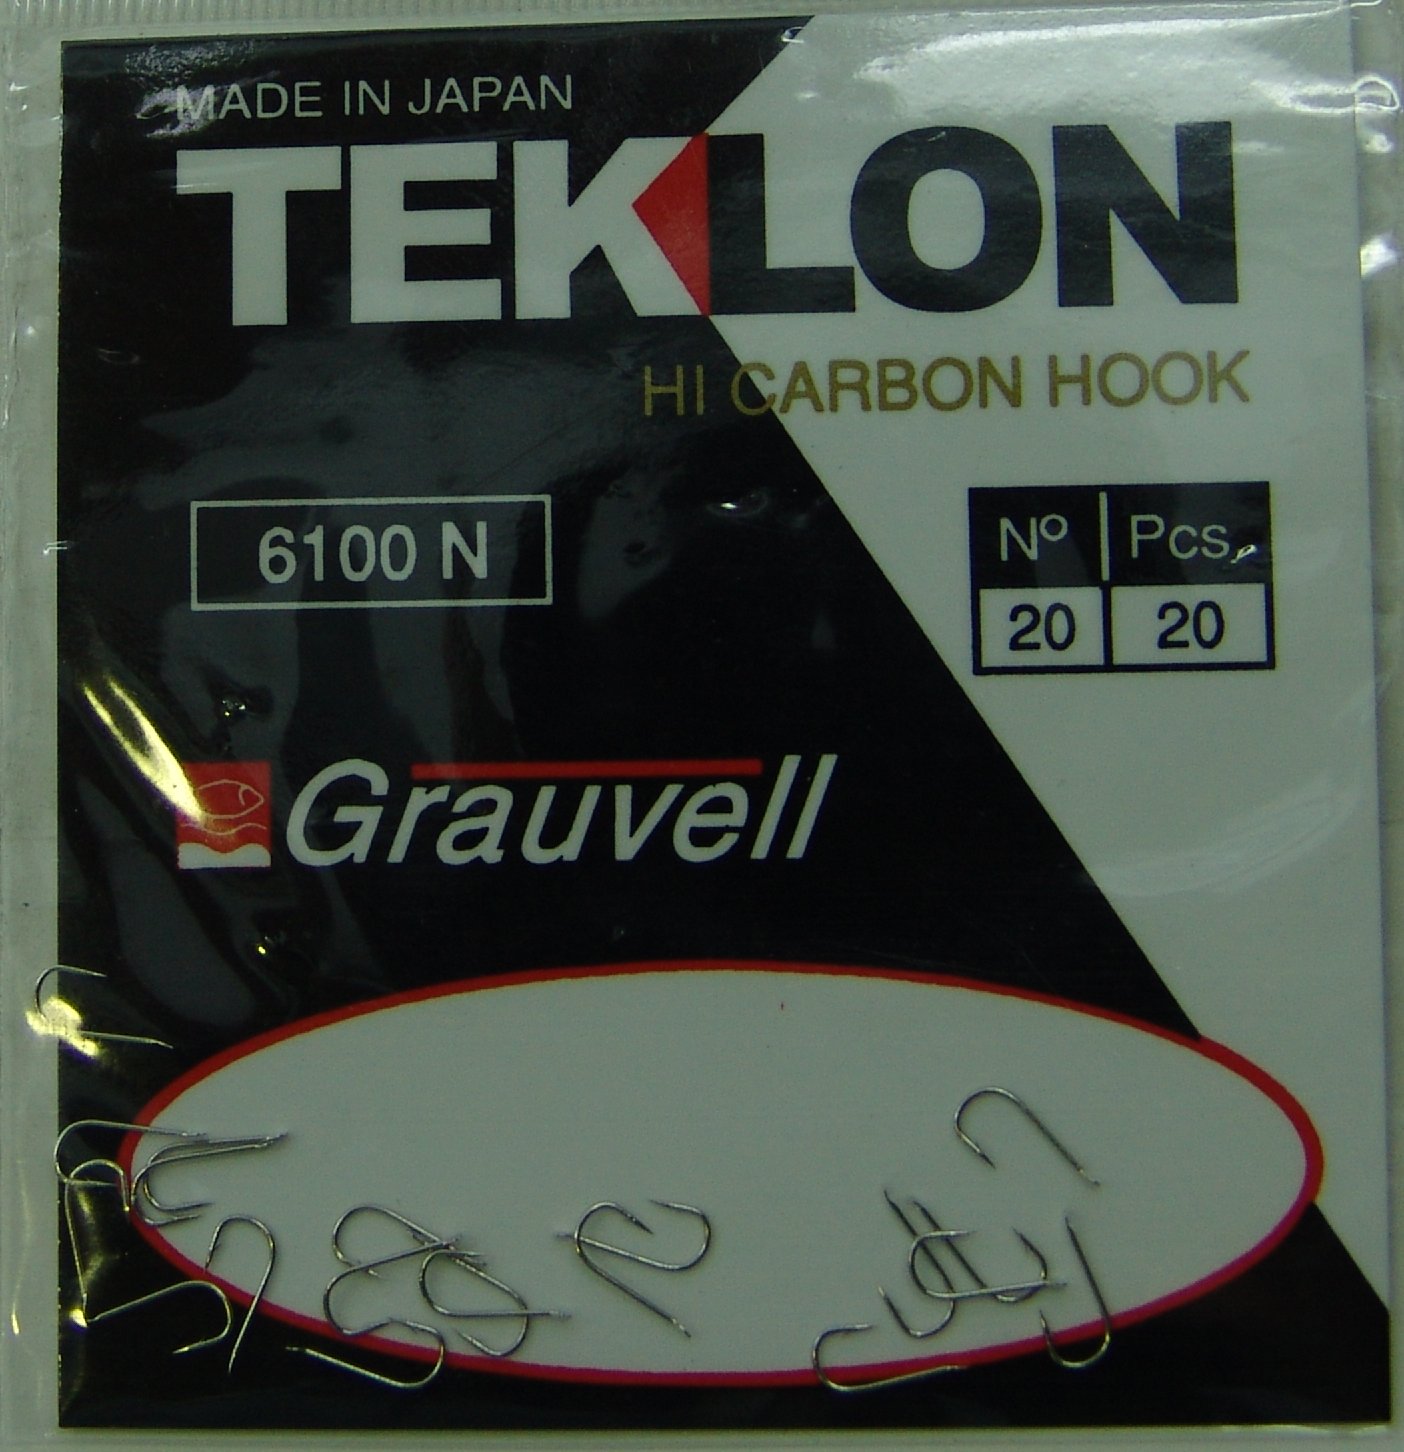 MADE IN JAPAN
TEKLON
HI CARBON HOOK
6100 N
Nº Pcs.
20 20
Grauvell